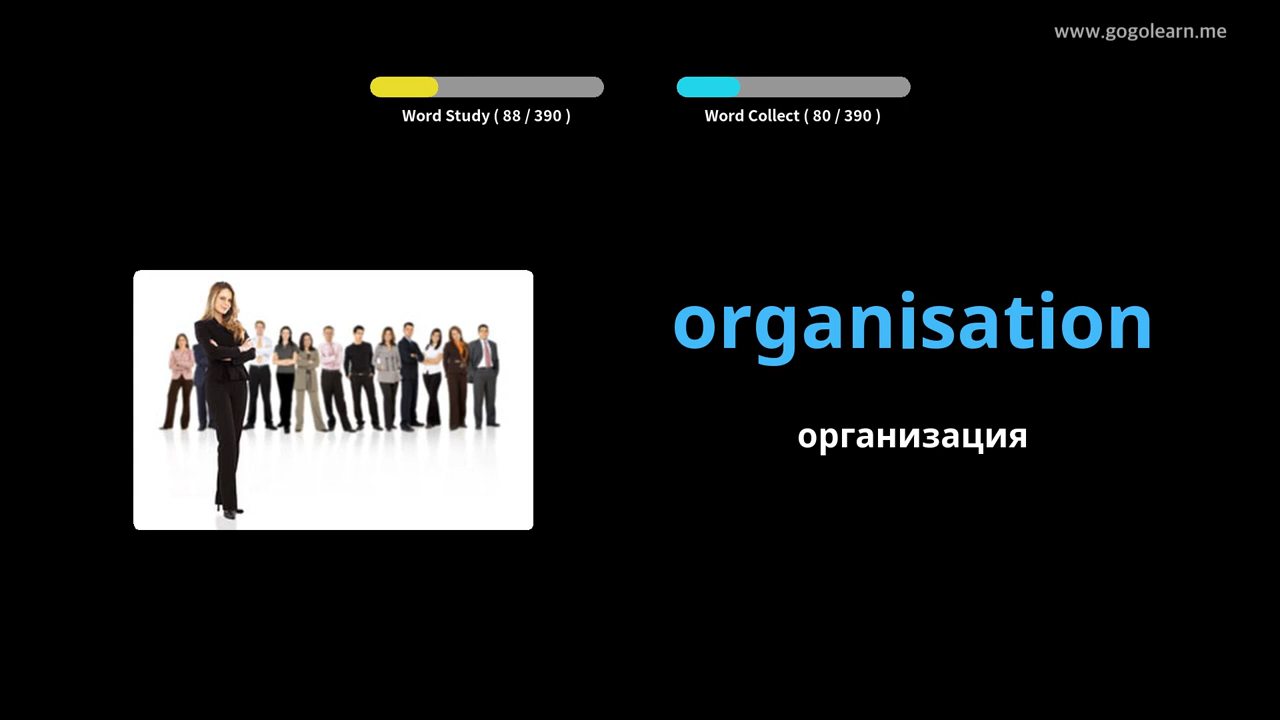 www.gogolearn.me
Word Study ( 88 / 390 )
Word Collect ( 80 / 390 )
organisation
организация